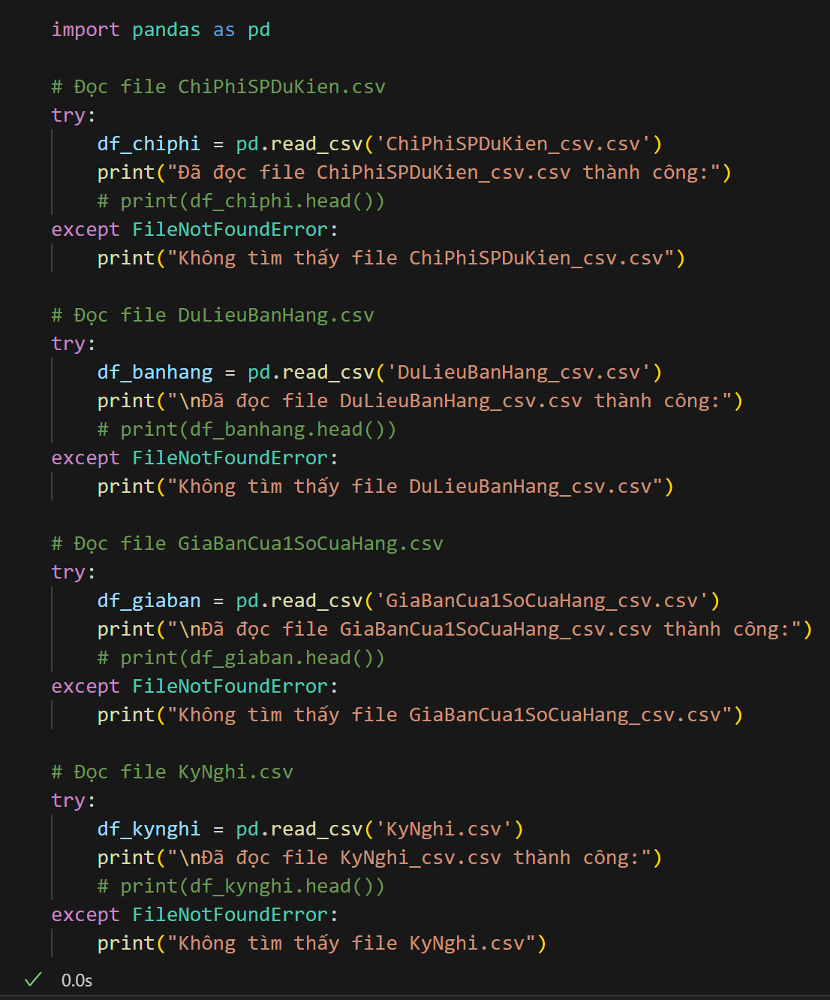 import pandas as pd
# Đọc file ChiPhiSPDuKien.csv
try:
df_chiphi = pd.read_csv('ChiPhiSPDuKien_csv.csv')
print("Đã đọc file ChiPhiSPDuKien_csv.csv thành công:")
# print(df_chiphi.head())
except FileNotFoundError:
print("Không tìm thấy file ChiPhiSPDuKien_csv.csv")
# Đọc file DuLieuBanHang.csv
try:
df_banhang = pd.read_csv('DuLieuBanHang_csv.csv')
print("\nĐã đọc file DuLieuBanHang_csv.csv thành công:")
# print(df_banhang.head())
except FileNotFoundError:
print("Không tìm thấy file DuLieuBanHang_csv.csv")
# Đọc file GiaBanCua1SoCuaHang.csv
try:
df_giaban = pd.read_csv('GiaBanCua1SoCuaHang_csv.csv')
print("\nĐã đọc file GiaBanCua1SoCuaHang_csv.csv thành công:")
# print(df_giaban.head())
except FileNotFoundError:
print("Không tìm thấy file GiaBanCua1SoCuaHang_csv.csv")
# Đọc file KyNghi.csv
try:
df_kynghi = pd.read_csv('KyNghi.csv')
print("\nĐã đọc file KyNghi_csv.csv thành công:")
# print(df_kynghi.head())
except FileNotFoundError:
print("Không tìm thấy file KyNghi.csv")
0.0s